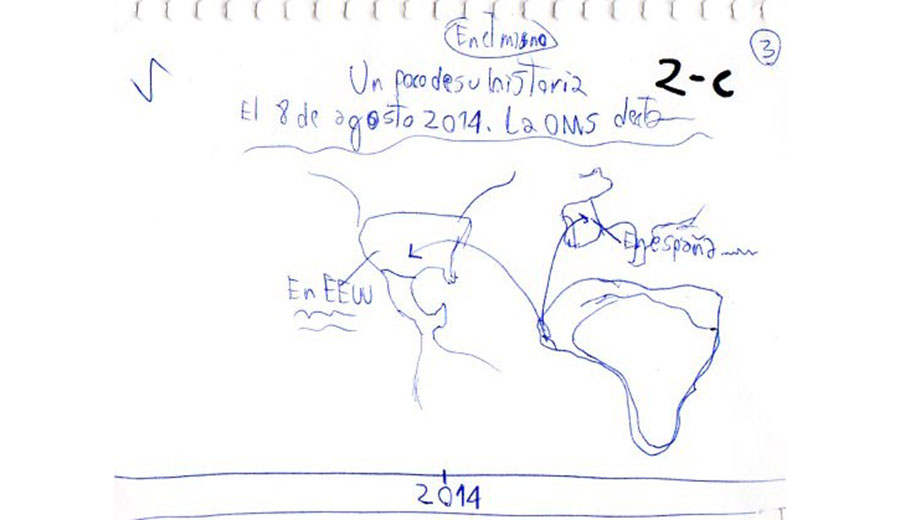 En el mismo
3
Un poco de su historia
2-c
El 8 de agosto 2014. La OMS decta
En España
En EEUU
2014